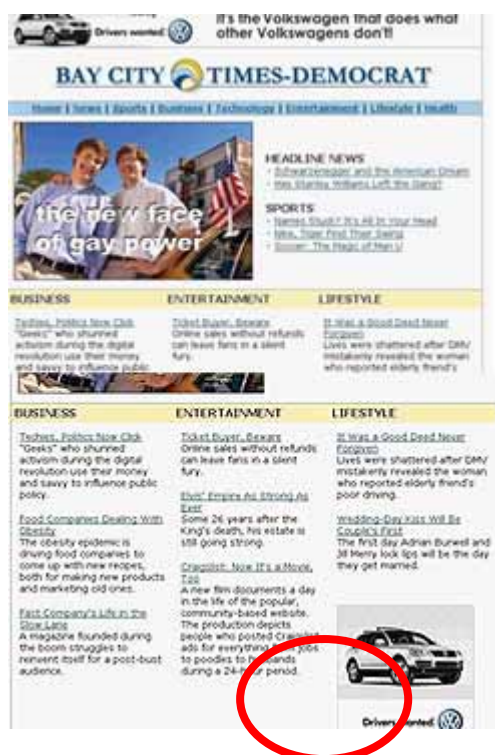 It's the Volkswagen that does what
Drivers wanted. other Volkswagens don't!
BAY CITY TIMES-DEMOCRAT
Home | News | Sports | Business | Technology | Entertainment | Lifestyle | Health
HEADLINE NEWS
- Schwarzenegger and the American Dream
- Has Stanley Williams Left the Gang?
the new face
of gay power
SPORTS
- Names Stuck? It's All In Your Head
- Nike, Tiger Find Their Swing
- Soccer: The Magic of Man U
BUSINESS ENTERTAINMENT LIFESTYLE
Techies, Politics Now Click Ticket Buyer, Beware It Was a Good Deed Never
"Geeks" who shunned Online sales without refunds Forgiven
activism during the digital can leave fans in a silent Lives were shattered after DMV
revolution use their money fury. mistakenly revealed the woman
and savvy to influence public who reported elderly friend's
BUSINESS ENTERTAINMENT LIFESTYLE
Techies, Politics Now Click
"Geeks" who shunned
activism during the digital
revolution use their money
and savvy to influence public
policy.
Food Companies Dealing With
Obesity
The obesity epidemic is
driving food companies to
come up with new recipes,
both for making new products
and marketing old ones.
Fast Company's Life in the
Slow Lane
A magazine founded during
the boom struggles to
reinvent itself for a post-bust
audience.
Ticket Buyer, Beware
Online sales without refunds
can leave fans in a silent
fury.
Elvis' Empire As Strong As
Ever
Some 26 years after the
King's death, his estate is
still going strong.
Craigslist: Now It's a Movie,
Too
A new film documents a day
in the life of the popular,
community-based website.
The production depicts
people who posted Craigslist
ads for everything from jobs
to poodles to husbands
during a 24-hour period.
It Was a Good Deed Never
Forgiven
Lives were shattered after DMV
mistakenly revealed the woman
who reported elderly friend's
poor driving.
Wedding-Day Kiss Will Be
Couple's First
The first day Adrian Burwell and
Jill Merry lock lips will be the day
they get married.
Drivers wanted.